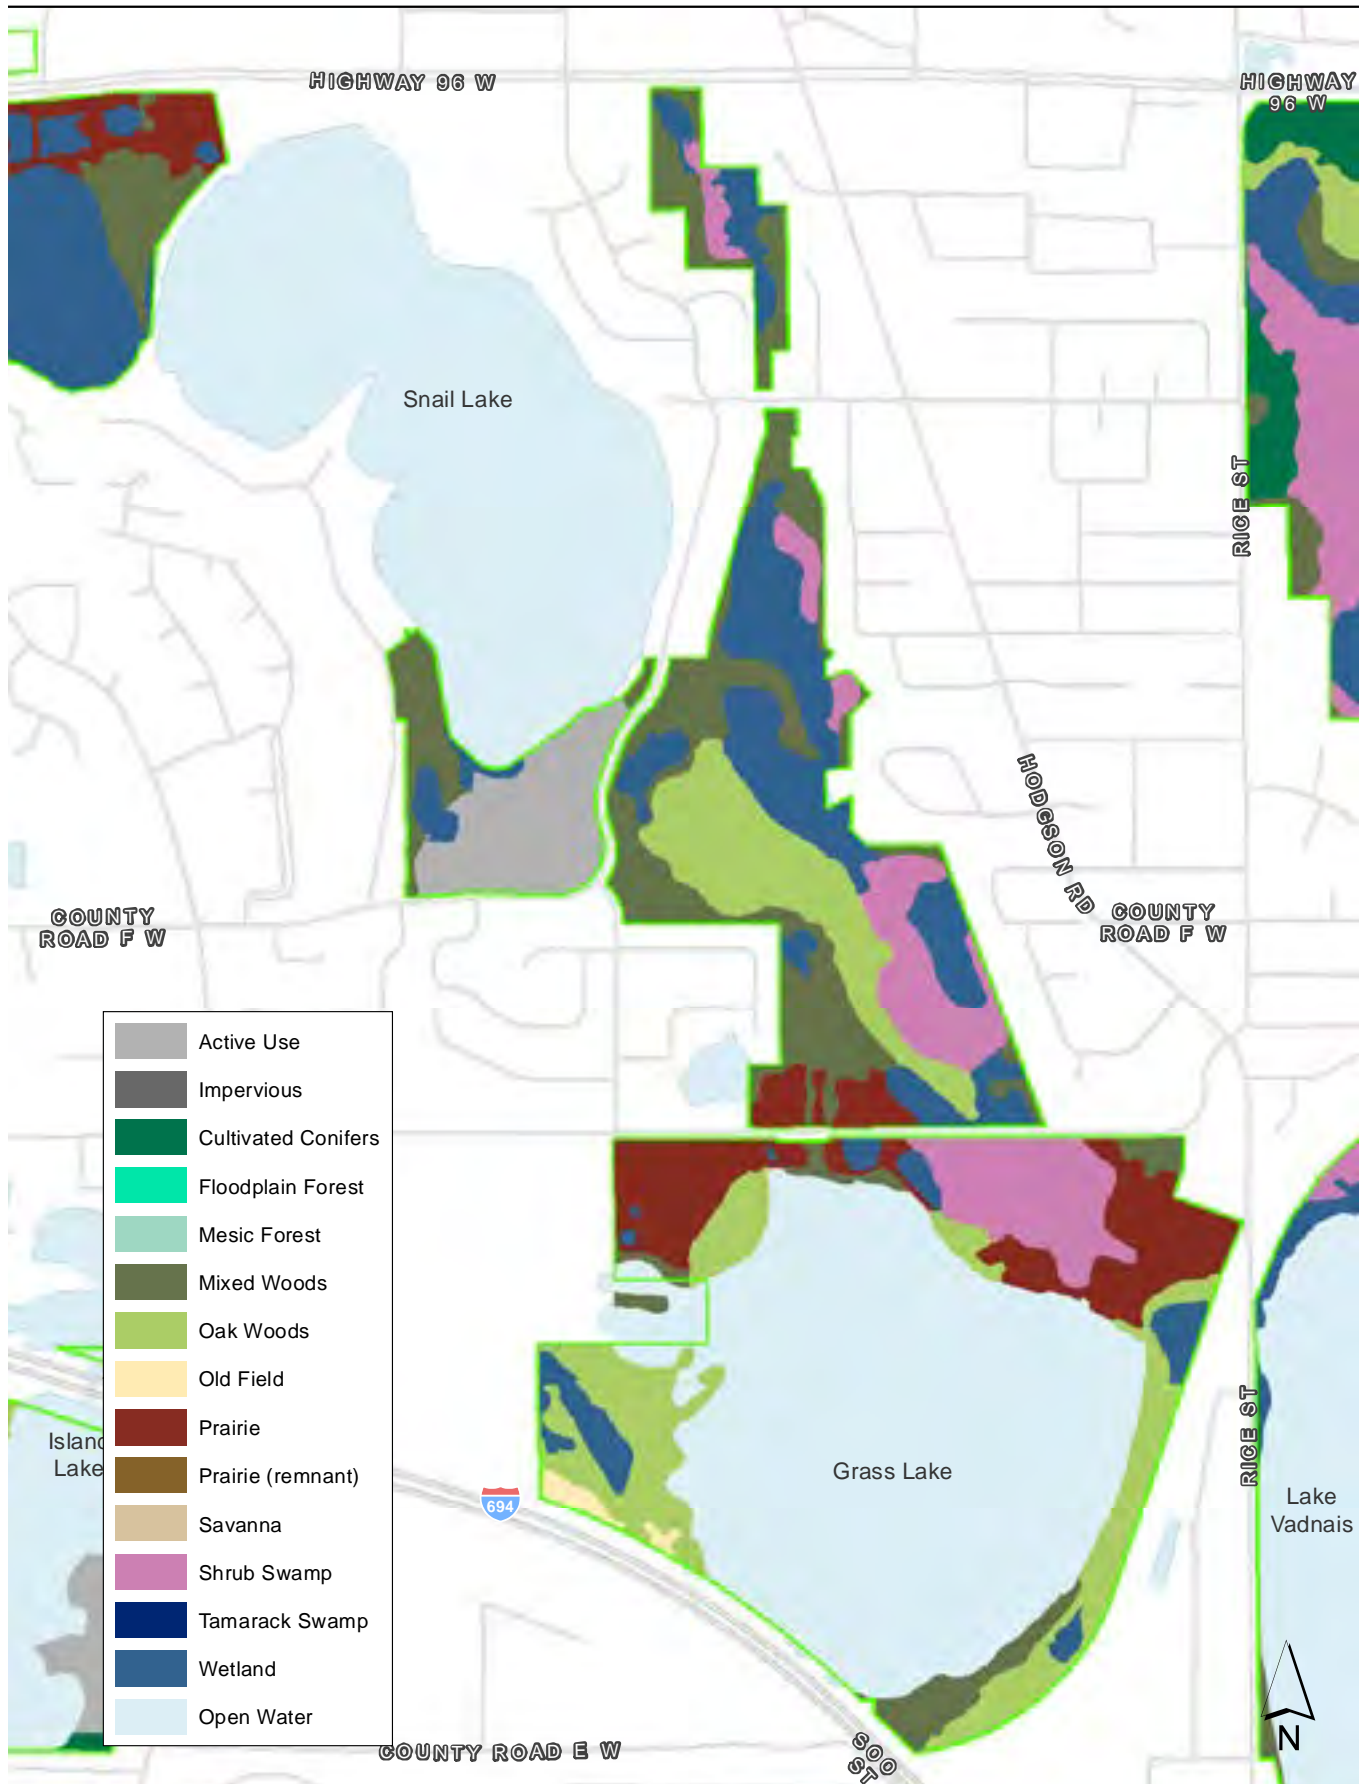 HIGHWAY 96 W
HIGHWAY
96 W
Snail Lake
RICE ST
HODGSON RD
COUNTY
ROAD F W
COUNTY
ROAD F W
Active Use
Impervious
Cultivated Conifers
Floodplain Forest
Mesic Forest
Mixed Woods
Oak Woods
Old Field
Prairie
Prairie (remnant)
Savanna
Shrub Swamp
Tamarack Swamp
Wetland
Open Water
Island
Lake
694
Grass Lake
RICE ST
Lake
Vadnais
N
COUNTY ROAD E W
SOO
ST